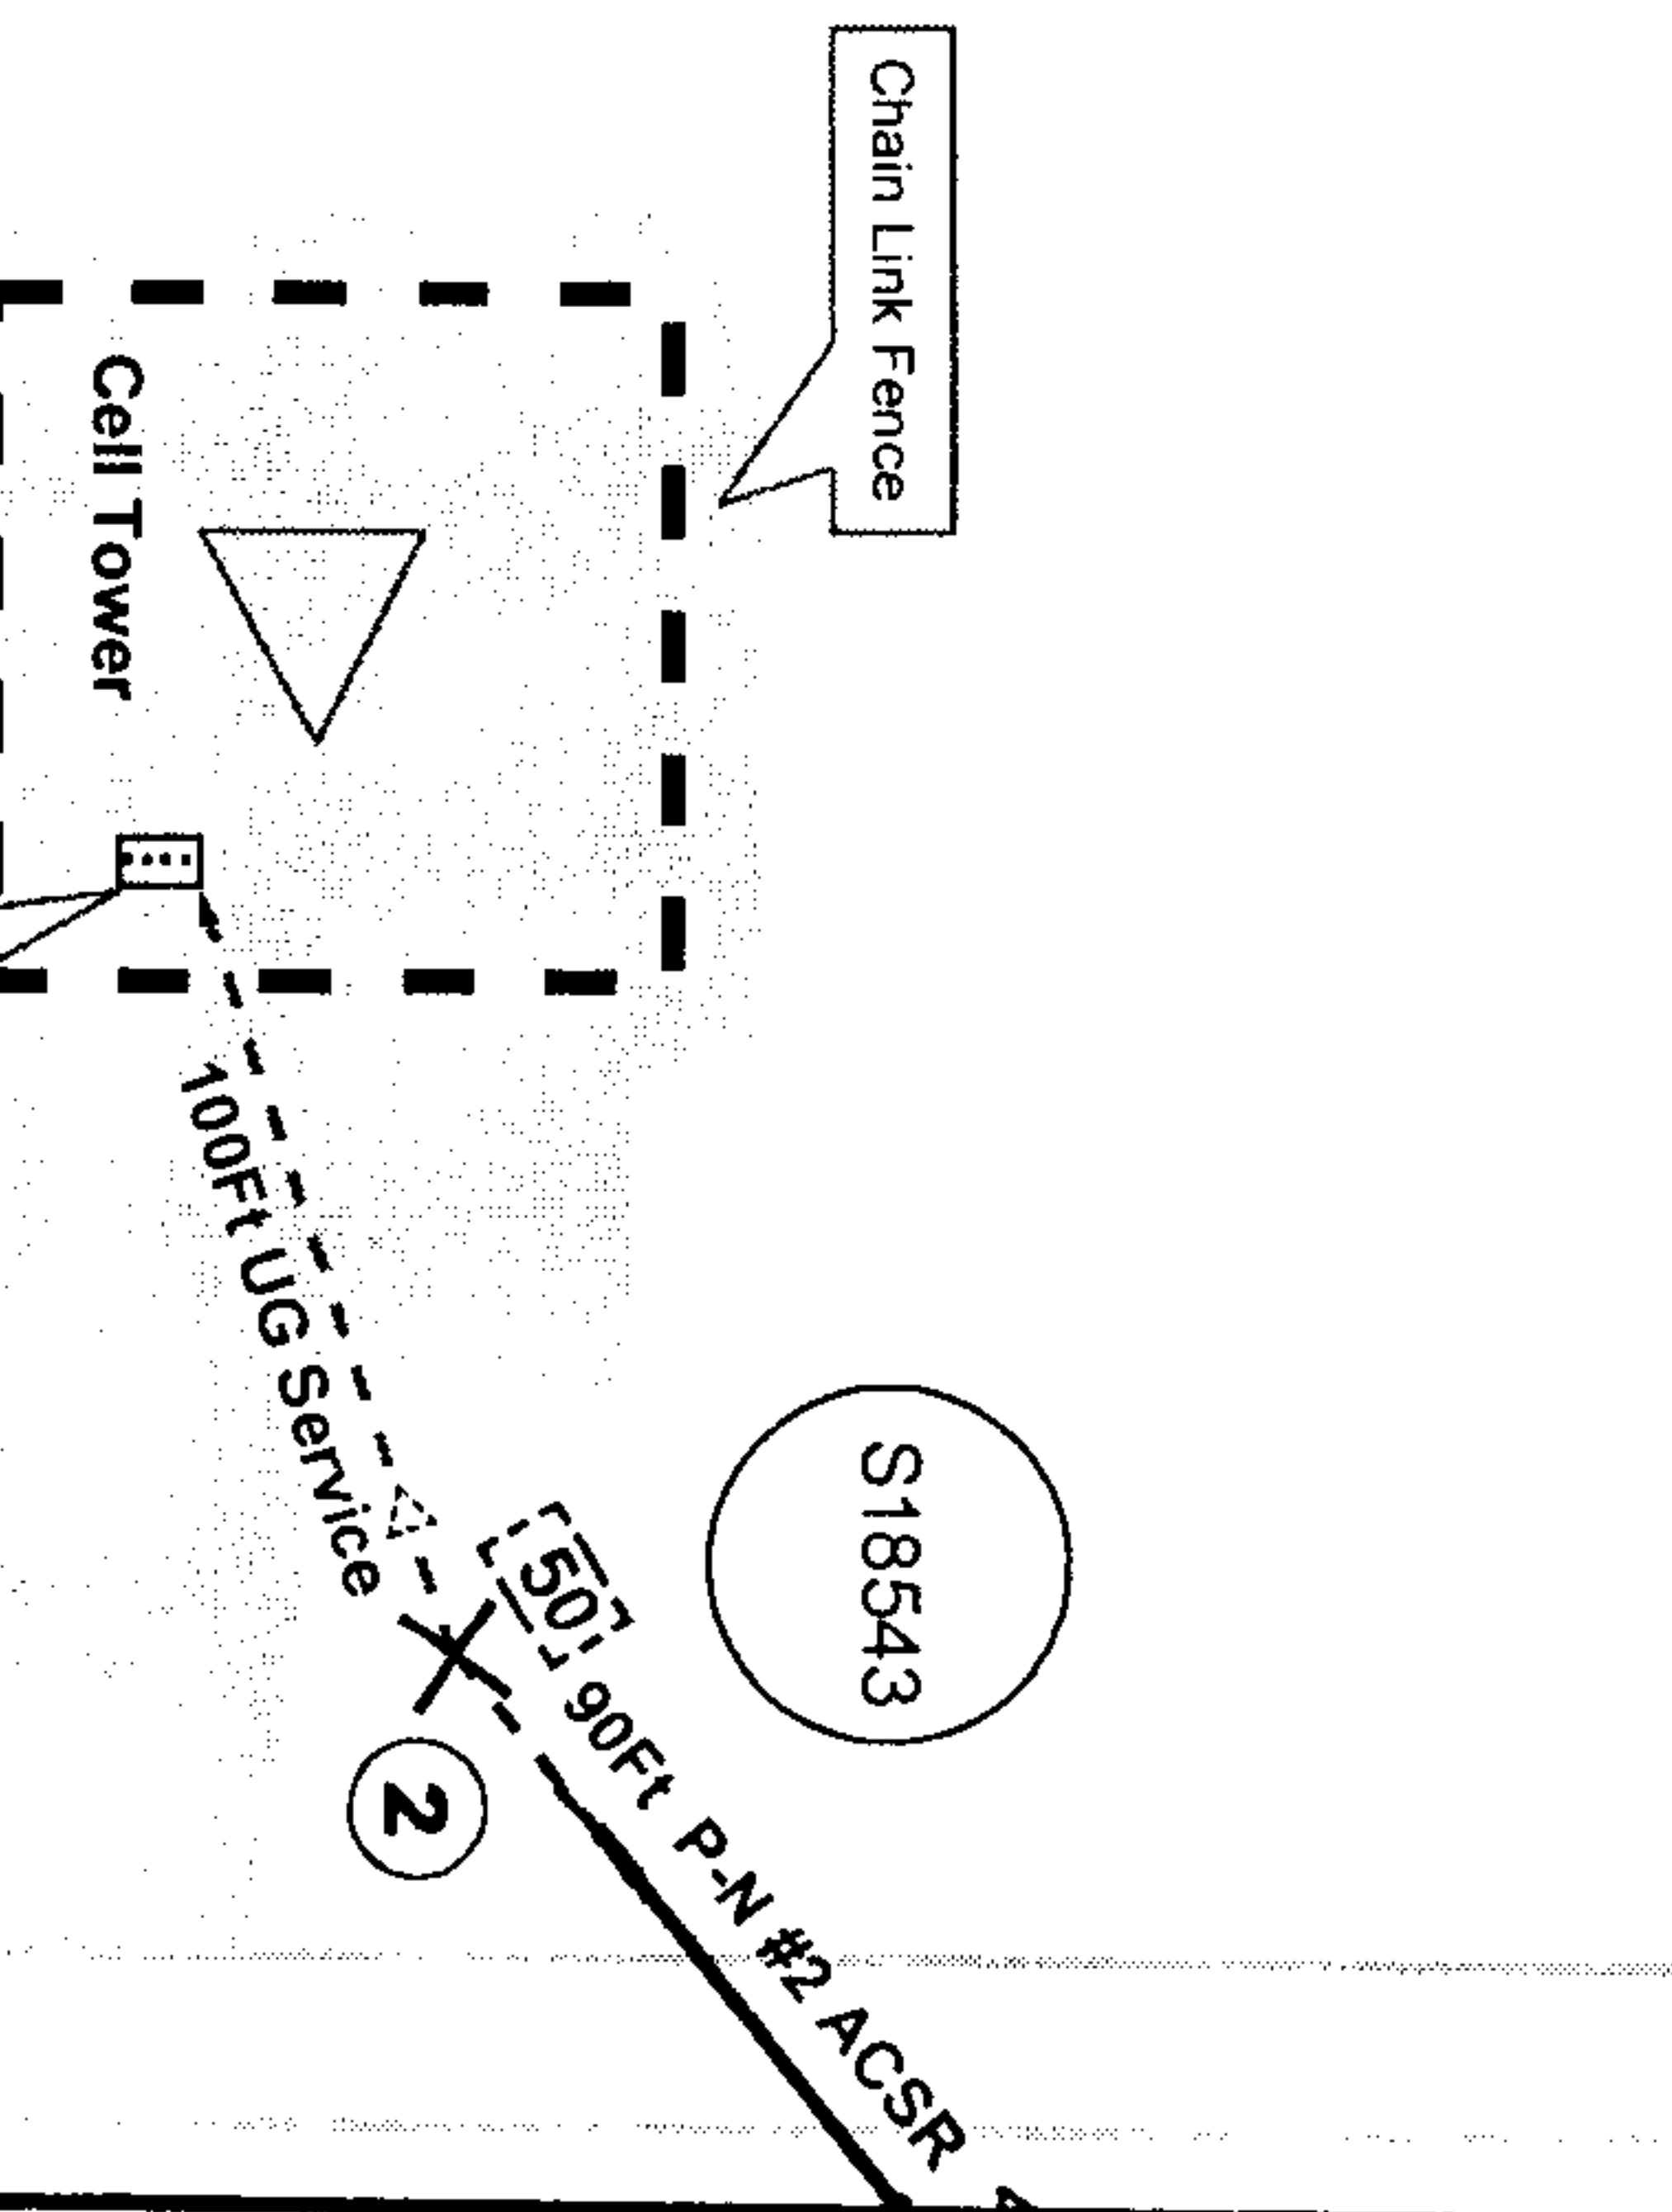 Chain Link Fence
Cell Tower
100Ft UG Service
S18543
50
90Ft P-N #2 ACSR
2